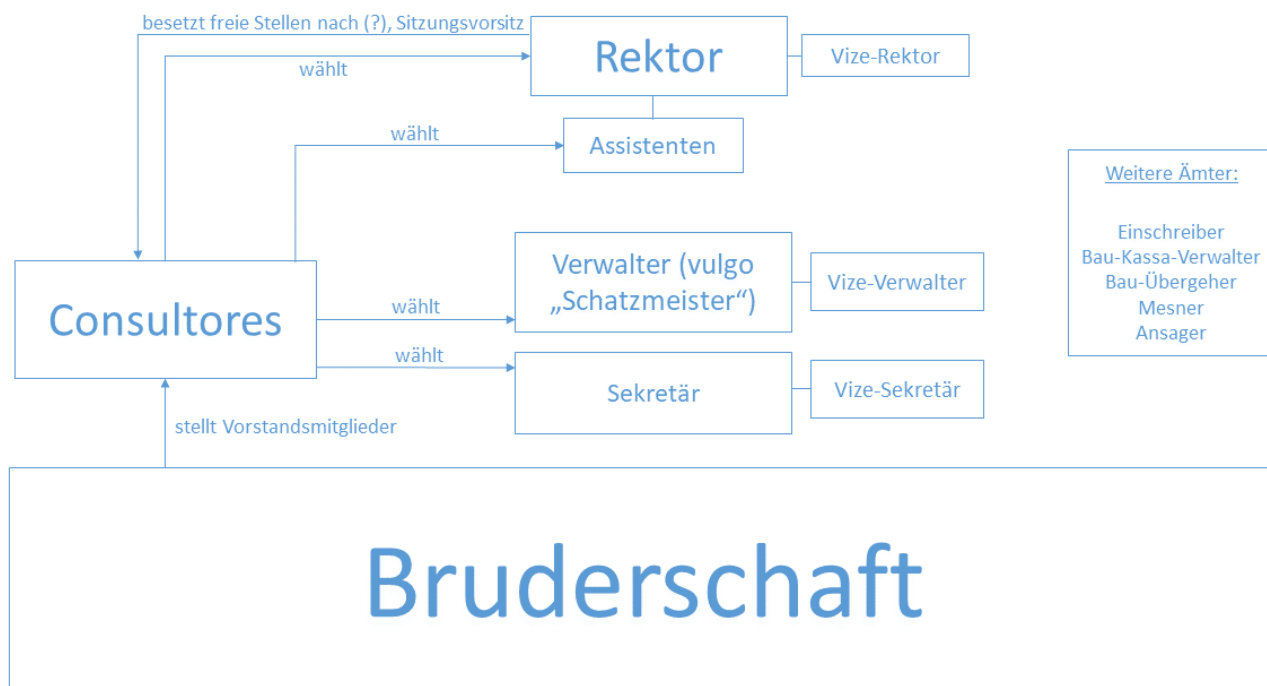 besetzt freie Stellen nach (?), Sitzungsvorsitz
wählt
Rektor
Vize-Rektor
wählt
Assistenten
Weitere Ämter:
Einschreiber
Bau-Kassa-Verwalter
Bau-Übergeher
Mesner
Ansager
Consultores
wählt
Verwalter (vulgo
„Schatzmeister“)
Vize-Verwalter
wählt
Sekretär
Vize-Sekretär
stellt Vorstandsmitglieder
Bruderschaft